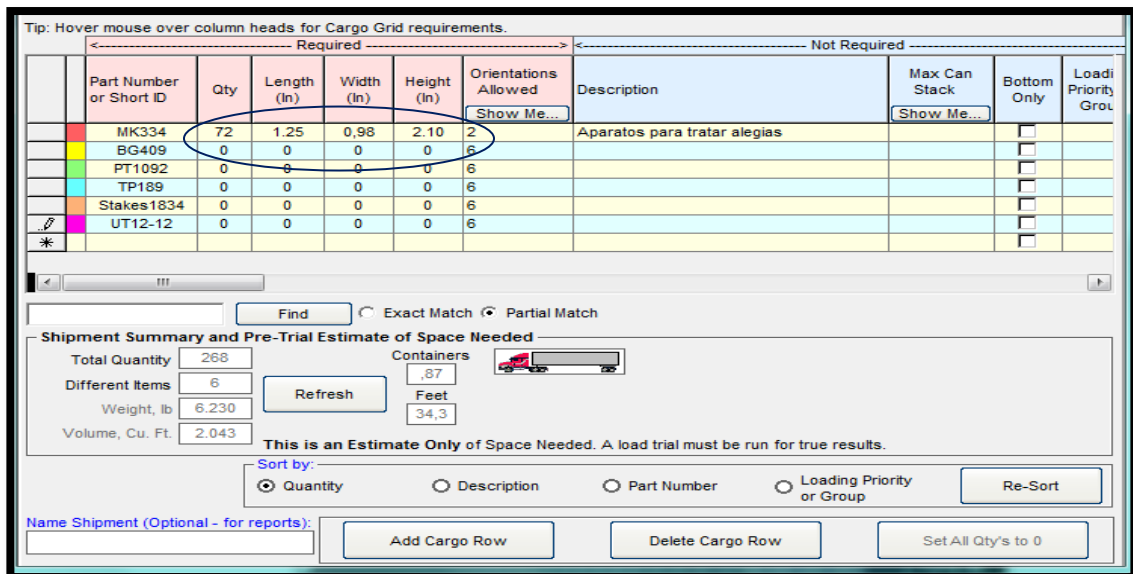 Tip: Hover mouse over column heads for Cargo Grid requirements.
<------------------------------- Required ------------------------------> <----------------------------------- Not Required -----------------------------------
Part Number or Short ID Qty Length (In) Width (In) Height (In) Orientations Allowed Show Me... Description Max Can Stack Show Me... Bottom Only Loadi Priority Grou
MK334 72 1.25 0,98 2.10 2 Aparatos para tratar alegias
BG409 0 0 0 0 6
PT1092 0 0 0 0 6
TP189 0 0 0 0 6
Stakes1834 0 0 0 0 6
UT12-12 0 0 0 0 6
Find Exact Match Partial Match
Shipment Summary and Pre-Trial Estimate of Space Needed
Total Quantity 268 Containers ,87
Different Items 6 Refresh Feet 34,3
Weight, lb 6.230
Volume, Cu. Ft. 2.043 This is an Estimate Only of Space Needed. A load trial must be run for true results.
Sort by:
Quantity Description Part Number Loading Priority or Group Re-Sort
Name Shipment (Optional - for reports):
Add Cargo Row Delete Cargo Row Set All Qty's to 0